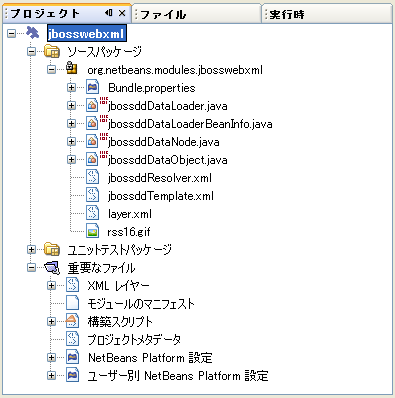 プロジェクト ファイル 実行時
jbosswebxml
ソースパッケージ
org.netbeans.modules.jbosswebxml
Bundle.properties
jbossddDataLoader.java
jbossddDataLoaderBeanInfo.java
jbossddDataNode.java
jbossddDataObject.java
jbossddResolver.xml
jbossddTemplate.xml
layer.xml
rss16.gif
ユニットテストパッケージ
重要なファイル
XML レイヤー
モジュールのマニフェスト
構築スクリプト
プロジェクトメタデータ
NetBeans Platform 設定
ユーザー別 NetBeans Platform 設定